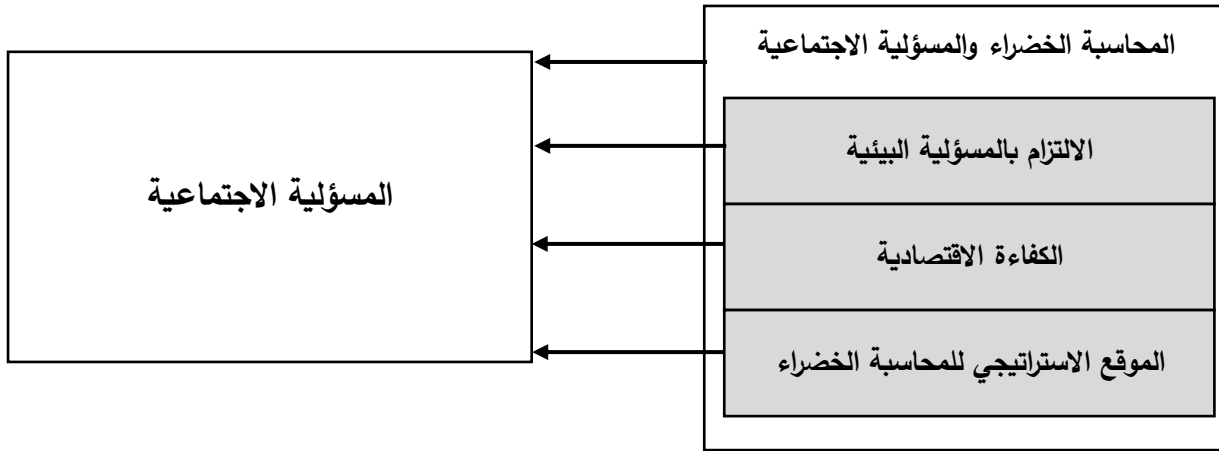 المحاسبة الخضراء والمسؤلية الاجتماعية
الالتزام بالمسؤلية البيئية
الكفاءة الاقتصادية
الموقع الاستراتيجي للمحاسبة الخضراء
المسؤلية الاجتماعية